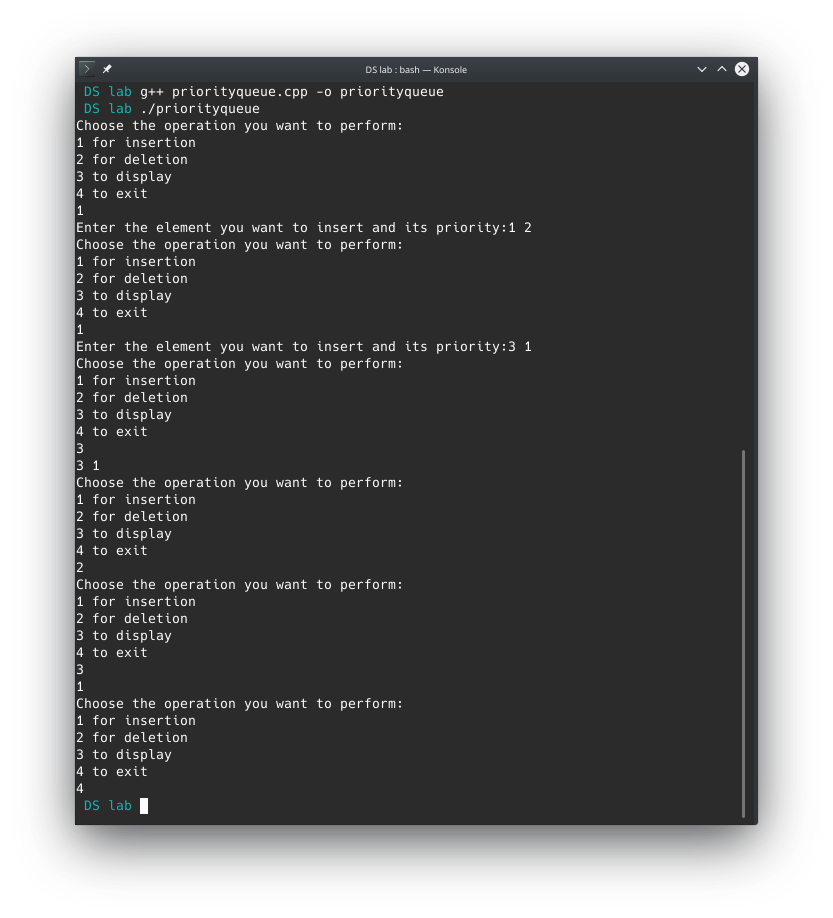 DS lab : bash — Konsole
DS lab g++ priorityqueue.cpp -o priorityqueue
DS lab ./priorityqueue
Choose the operation you want to perform:
1 for insertion
2 for deletion
3 to display
4 to exit
1
Enter the element you want to insert and its priority:1 2
Choose the operation you want to perform:
1 for insertion
2 for deletion
3 to display
4 to exit
1
Enter the element you want to insert and its priority:3 1
Choose the operation you want to perform:
1 for insertion
2 for deletion
3 to display
4 to exit
3
3 1
Choose the operation you want to perform:
1 for insertion
2 for deletion
3 to display
4 to exit
2
Choose the operation you want to perform:
1 for insertion
2 for deletion
3 to display
4 to exit
3
1
Choose the operation you want to perform:
1 for insertion
2 for deletion
3 to display
4 to exit
4
DS lab